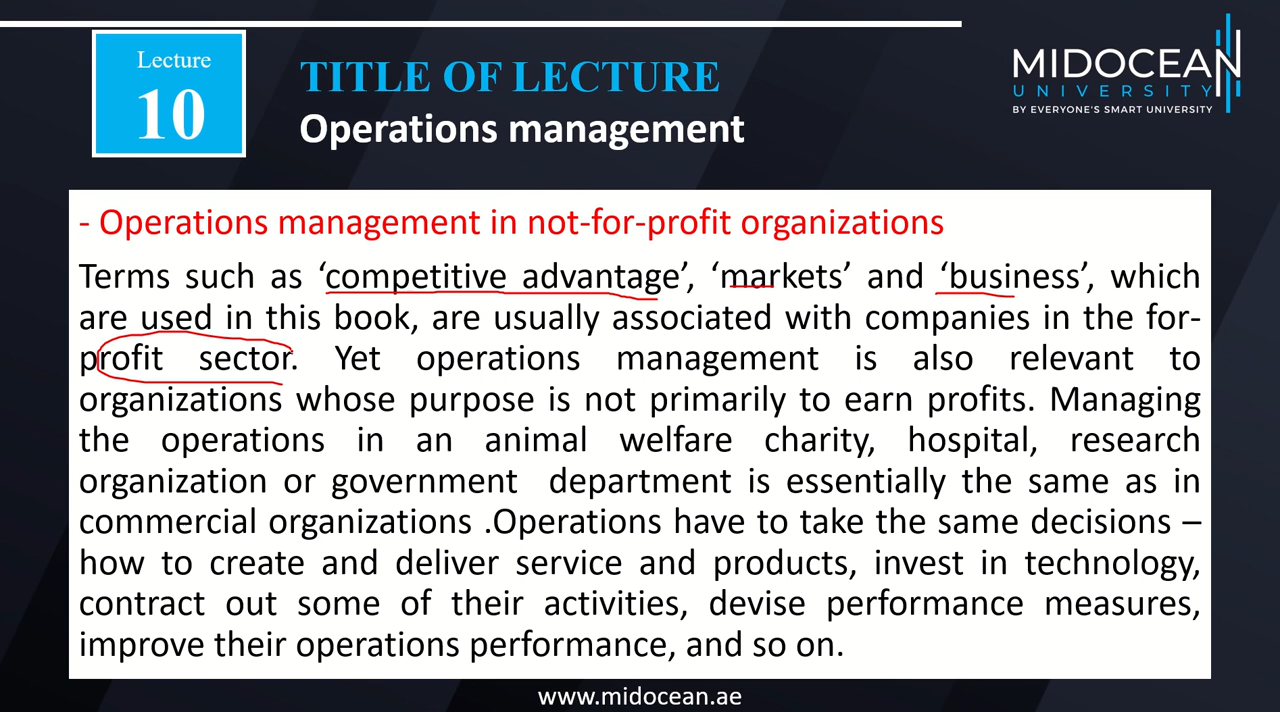 Lecture
10
TITLE OF LECTURE
Operations management
MIDOCEAN
UNIVERSITY
BY EVERYONE'S SMART UNIVERSITY
- Operations management in not-for-profit organizations
Terms such as ‘competitive advantage’, ‘markets’ and ‘business’, which
are used in this book, are usually associated with companies in the for-
profit sector. Yet operations management is also relevant to
organizations whose purpose is not primarily to earn profits. Managing
the operations in an animal welfare charity, hospital, research
organization or government department is essentially the same as in
commercial organizations .Operations have to take the same decisions –
how to create and deliver service and products, invest in technology,
contract out some of their activities, devise performance measures,
improve their operations performance, and so on.
www.midocean.ae